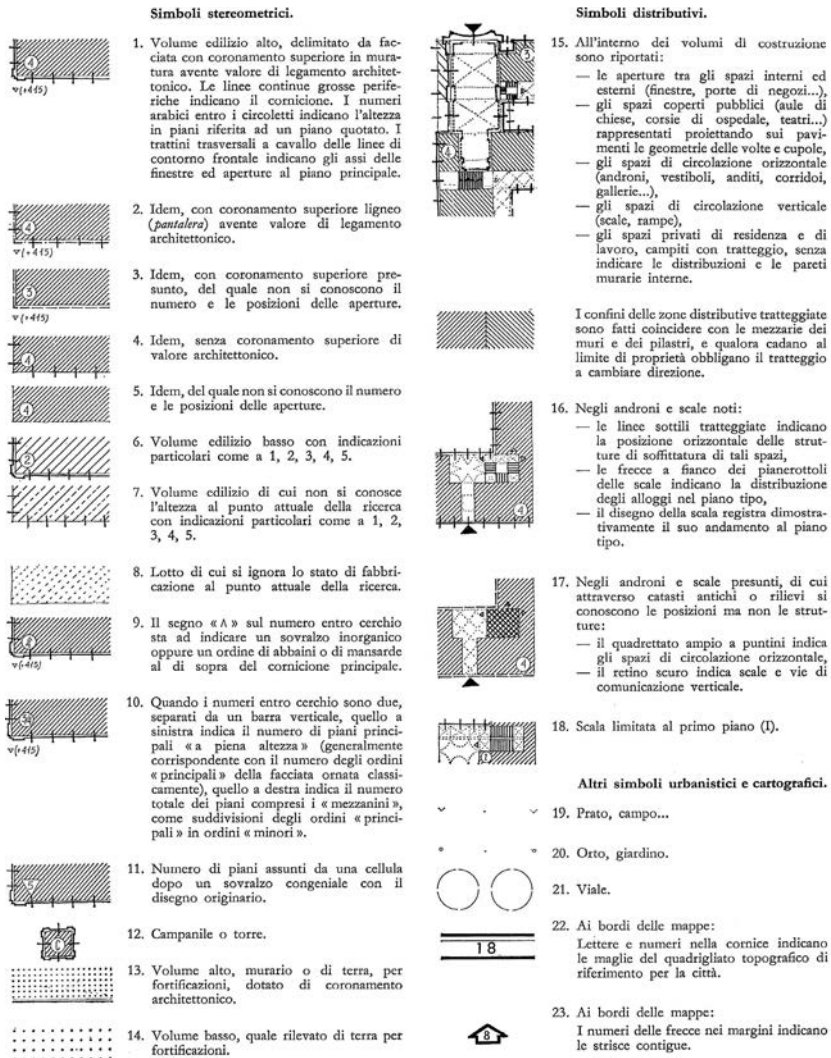 Simboli stereometrici.
1. Volume edilizio alto, delimitato da fac-
ciata con coronamento superiore in mura-
tura avente valore di legamento architet-
tonico. Le linee continue grosse perife-
riche indicano il cornicione. I numeri
arabici entro i circoletti indicano l'altezza
in piani riferita ad un piano quotato. I
trattini trasversali a cavallo delle linee di
contorno frontale indicano gli assi delle
finestre ed aperture al piano principale.
4
▽(+415)
2. Idem, con coronamento superiore ligneo
(pantalera) avente valore di legamento
architettonico.
4
▽(+415)
3. Idem, con coronamento superiore pre-
sunto, del quale non si conoscono il
numero e le posizioni delle aperture.
3
▽(+415)
4. Idem, senza coronamento superiore di
valore architettonico.
4
5. Idem, del quale non si conoscono il numero
e le posizioni delle aperture.
4
6. Volume edilizio basso con indicazioni
particolari come a 1, 2, 3, 4, 5.
2
7. Volume edilizio di cui non si conosce
l'altezza al punto attuale della ricerca
con indicazioni particolari come a 1, 2,
3, 4, 5.
8. Lotto di cui si ignora lo stato di fabbri-
cazione al punto attuale della ricerca.
9. Il segno « Λ » sul numero entro cerchio
sta ad indicare un sovralzo inorganico
oppure un ordine di abbaini o di mansarde
al di sopra del cornicione principale.
▽(+415)
10. Quando i numeri entro cerchio sono due,
separati da un barra verticale, quello a
sinistra indica il numero di piani princi-
pali « a piena altezza » (generalmente
corrispondente con il numero degli ordini
« principali » della facciata ornata classi-
camente), quello a destra indica il numero
totale dei piani compresi i « mezzanini »,
come suddivisioni degli ordini « princi-
pali » in ordini « minori ».
▽(+415)
11. Numero di piani assunti da una cellula
dopo un sovralzo congeniale con il
disegno originario.
5
12. Campanile o torre.
C
13. Volume alto, murario o di terra, per
fortificazioni, dotato di coronamento
architettonico.
14. Volume basso, quale rilevato di terra per
fortificazioni.
Simboli distributivi.
15. All'interno dei volumi di costruzione
sono riportati:
— le aperture tra gli spazi interni ed
esterni (finestre, porte di negozi...),
— gli spazi coperti pubblici (aule di
chiese, corsie di ospedale, teatri...)
rappresentati proiettando sui pavi-
menti le geometrie delle volte e cupole,
— gli spazi di circolazione orizzontale
(androni, vestiboli, anditi, corridoi,
gallerie...),
— gli spazi di circolazione verticale
(scale, rampe),
— gli spazi privati di residenza e di
lavoro, campiti con tratteggio, senza
indicare le distribuzioni e le pareti
murarie interne.
3
4
I confini delle zone distributive tratteggiate
sono fatti coincidere con le mezzarie dei
muri e dei pilastri, e qualora cadano al
limite di proprietà obbligano il tratteggio
a cambiare direzione.
16. Negli androni e scale noti:
— le linee sottili tratteggiate indicano
la posizione orizzontale delle strut-
ture di soffittatura di tali spazi,
— le frecce a fianco dei pianerottoli
delle scale indicano la distribuzione
degli alloggi nel piano tipo,
— il disegno della scala registra dimostra-
tivamente il suo andamento al piano
tipo.
4
17. Negli androni e scale presunti, di cui
attraverso catasti antichi o rilievi si
conoscono le posizioni ma non le strut-
ture:
— il quadrettato ampio a puntini indica
gli spazi di circolazione orizzontale,
— il retino scuro indica scale e vie di
comunicazione verticale.
4
18. Scala limitata al primo piano (I).
I
Altri simboli urbanistici e cartografici.
19. Prato, campo...
20. Orto, giardino.
21. Viale.
22. Ai bordi delle mappe:
Lettere e numeri nella cornice indicano
le maglie del quadrigliato topografico di
riferimento per la città.
18
23. Ai bordi delle mappe:
I numeri delle frecce nei margini indicano
le strisce contigue.
8